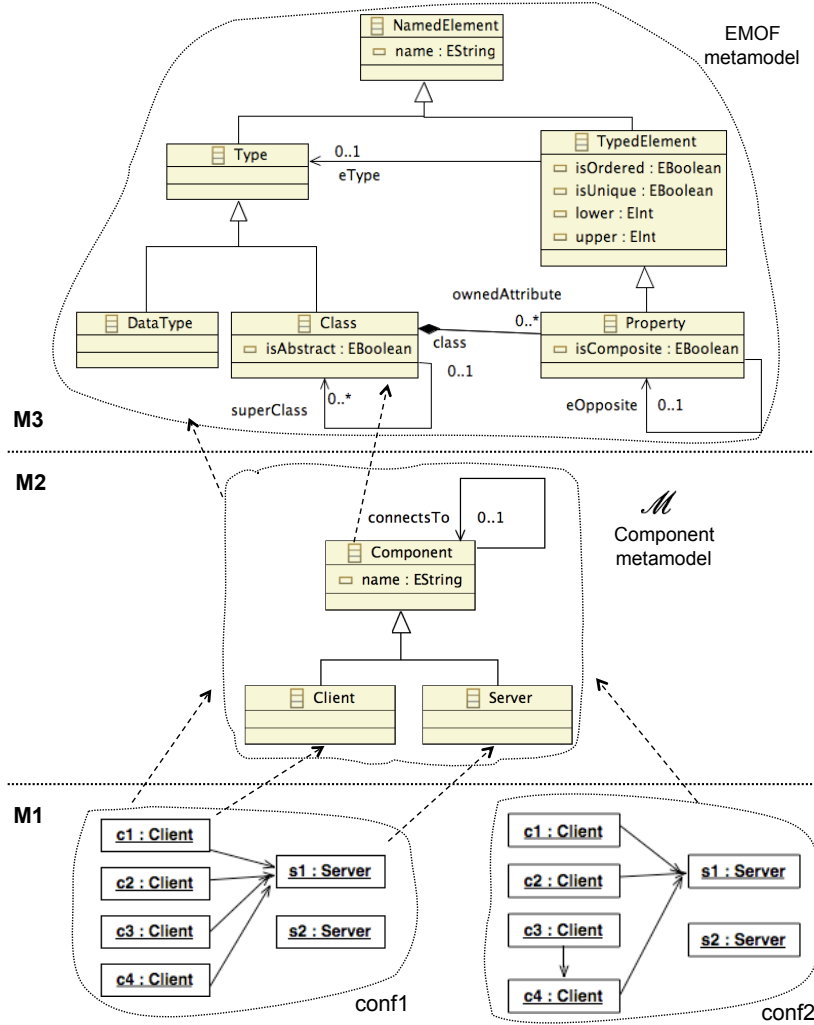 NamedElement
name : EString
EMOF
metamodel
Type
0..1
eType
TypedElement
isOrdered : EBoolean
isUnique : EBoolean
lower : EInt
upper : EInt
ownedAttribute
DataType
Class
isAbstract : EBoolean
class
0..*
Property
isComposite : EBoolean
0..1
superClass
0..*
eOpposite
0..1
M3
M2
connectsTo
0..1
ℳ
Component
metamodel
Component
name : EString
Client
Server
M1
c1 : Client
c2 : Client
c3 : Client
c4 : Client
s1 : Server
s2 : Server
conf1
c1 : Client
c2 : Client
c3 : Client
c4 : Client
s1 : Server
s2 : Server
conf2